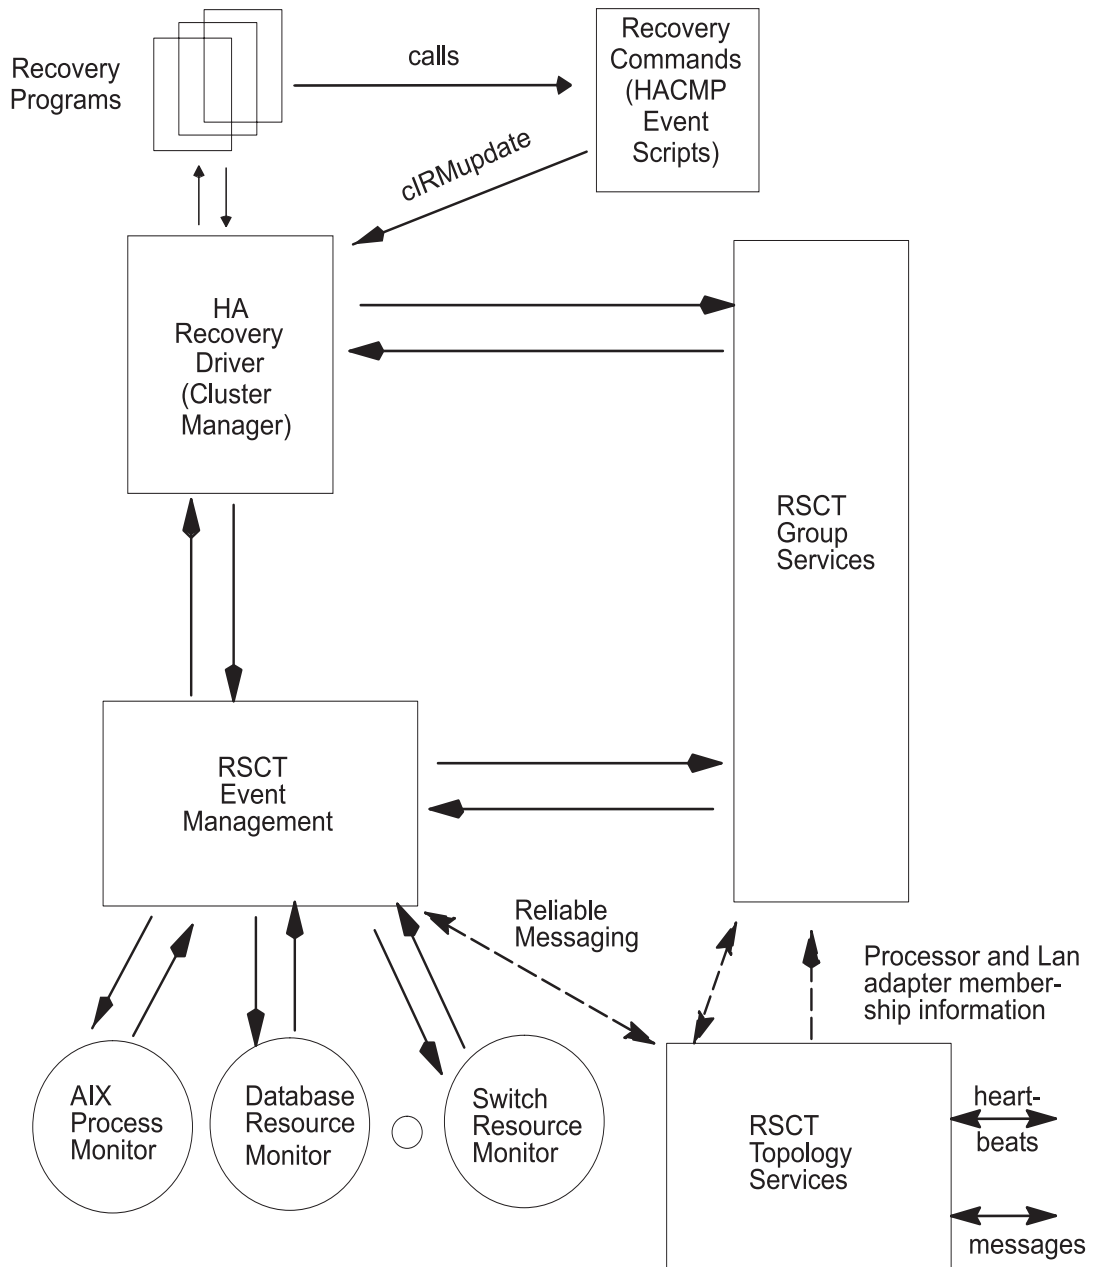 Recovery
Programs
calls
Recovery
Commands
(HACMP
Event
Scripts)
clRMupdate
HA
Recovery
Driver
(Cluster
Manager)
RSCT
Group
Services
RSCT
Event
Management
Reliable
Messaging
Processor and Lan
adapter member-
ship information
AIX
Process
Monitor
Database
Resource
Monitor
Switch
Resource
Monitor
RSCT
Topology
Services
heart-
beats
messages